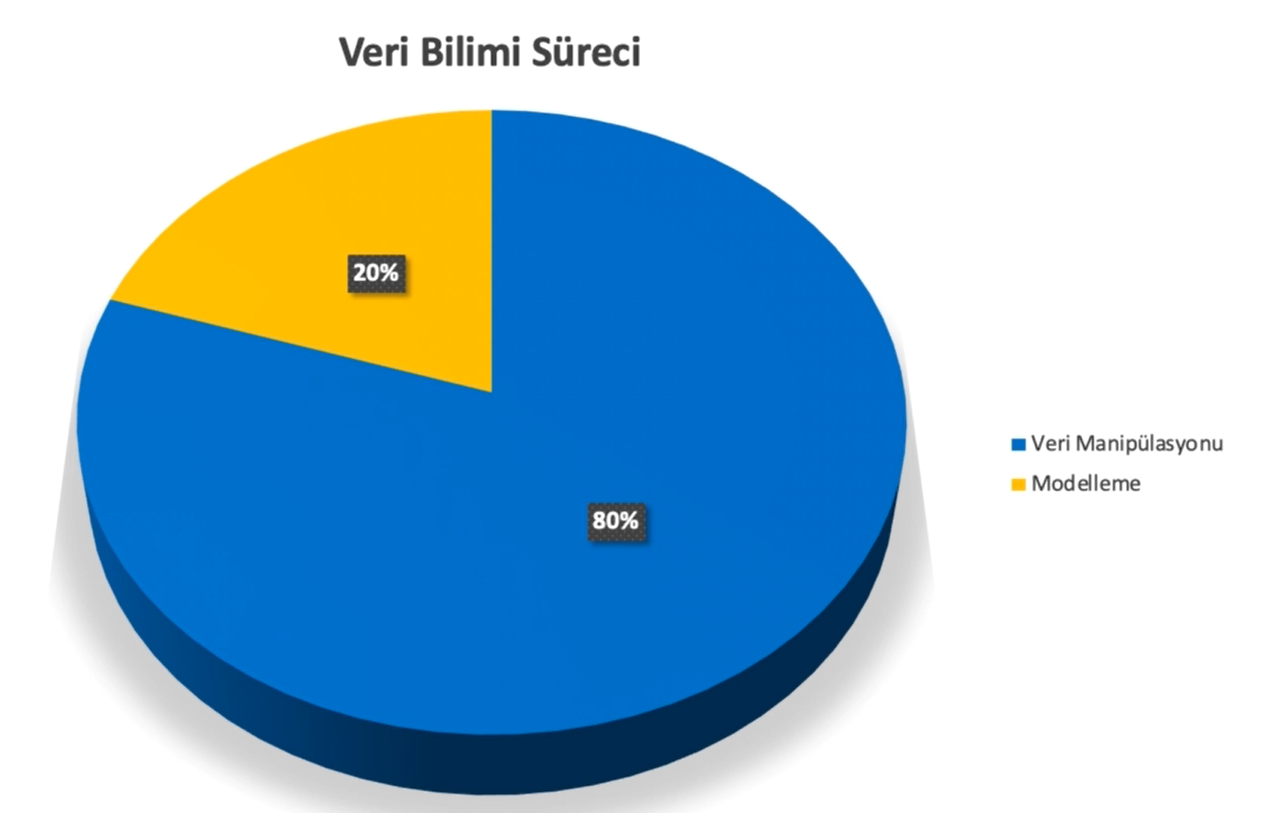 Veri Bilimi Süreci
20%
80%
Veri Manipülasyonu
Modelleme